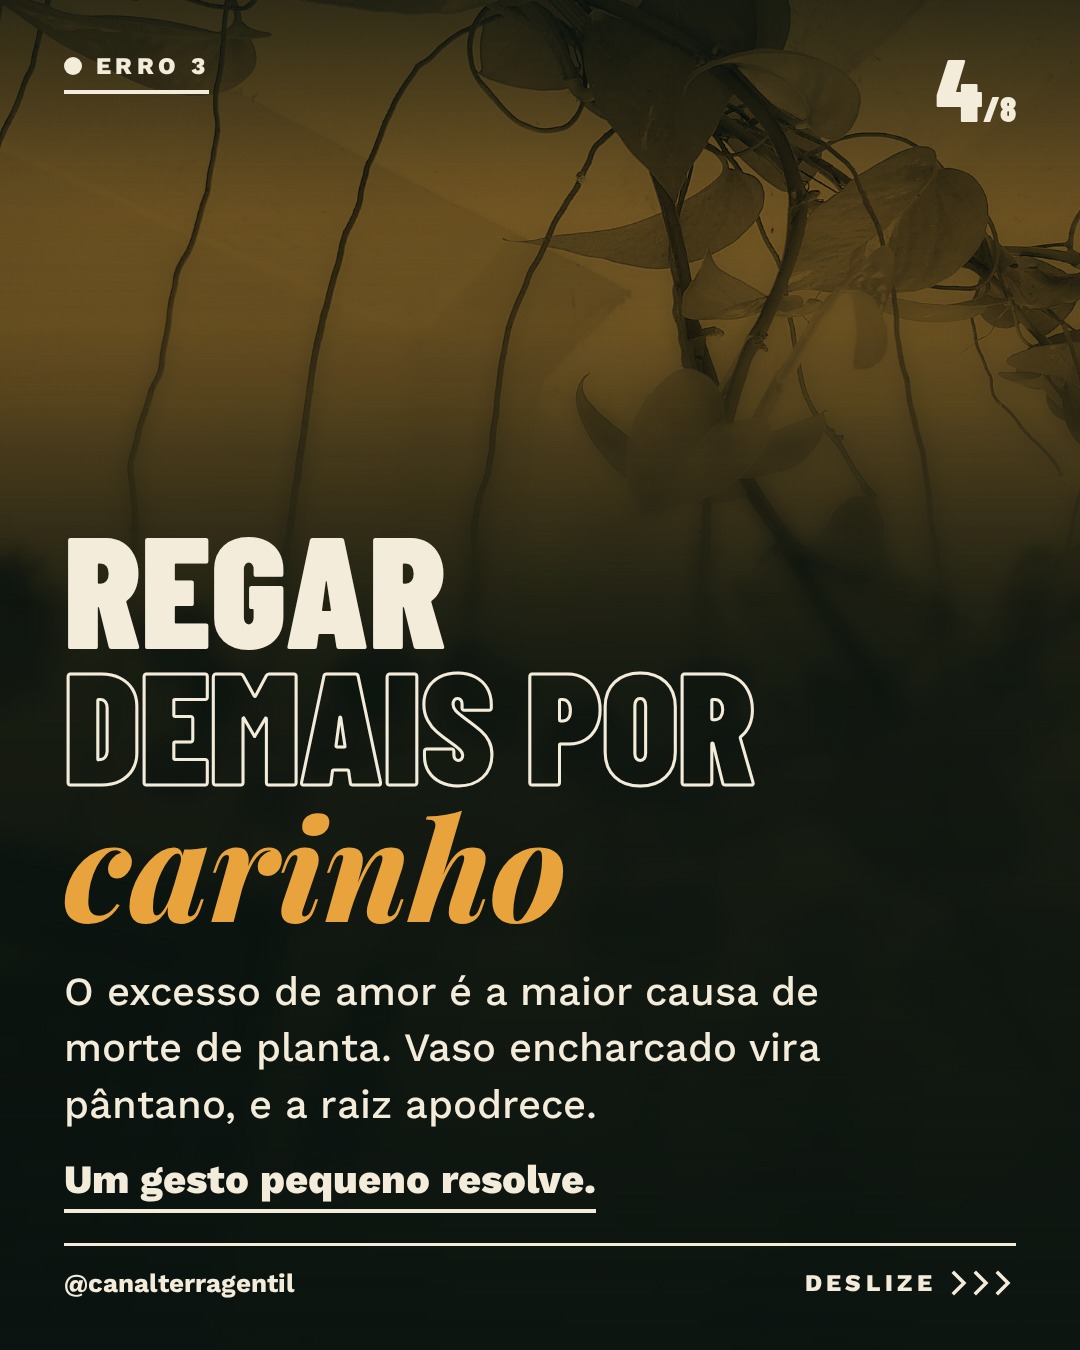 ERRO 3
4/8
REGAR
DEMAIS POR
carinho
O excesso de amor é a maior causa de
morte de planta. Vaso encharcado vira
pântano, e a raiz apodrece.
Um gesto pequeno resolve.
@canalterragentil
DESLIZE